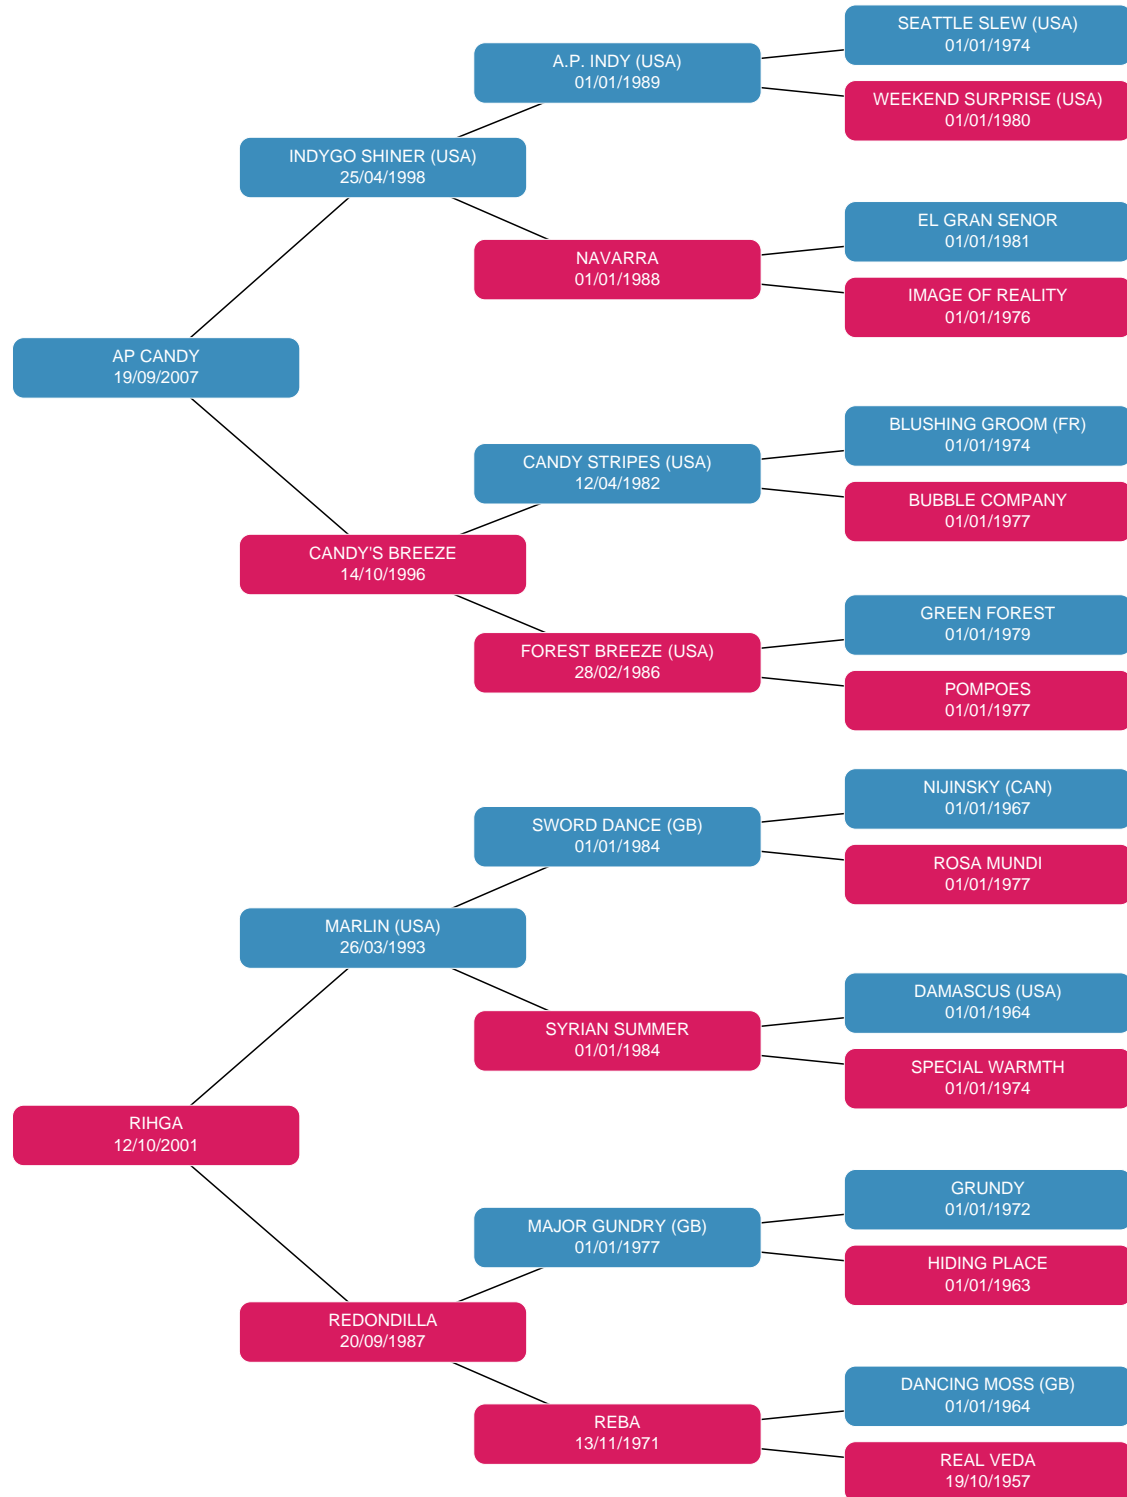 SEATTLE SLEW (USA)
01/01/1974
A.P. INDY (USA)
01/01/1989
WEEKEND SURPRISE (USA)
01/01/1980
INDYGO SHINER (USA)
25/04/1998
EL GRAN SENOR
01/01/1981
NAVARRA
01/01/1988
IMAGE OF REALITY
01/01/1976
AP CANDY
19/09/2007
BLUSHING GROOM (FR)
01/01/1974
CANDY STRIPES (USA)
12/04/1982
BUBBLE COMPANY
01/01/1977
CANDY'S BREEZE
14/10/1996
GREEN FOREST
01/01/1979
FOREST BREEZE (USA)
28/02/1986
POMPOES
01/01/1977
NIJINSKY (CAN)
01/01/1967
SWORD DANCE (GB)
01/01/1984
ROSA MUNDI
01/01/1977
MARLIN (USA)
26/03/1993
DAMASCUS (USA)
01/01/1964
SYRIAN SUMMER
01/01/1984
SPECIAL WARMTH
01/01/1974
RIHGA
12/10/2001
GRUNDY
01/01/1972
MAJOR GUNDRY (GB)
01/01/1977
HIDING PLACE
01/01/1963
REDONDILLA
20/09/1987
DANCING MOSS (GB)
01/01/1964
REBA
13/11/1971
REAL VEDA
19/10/1957